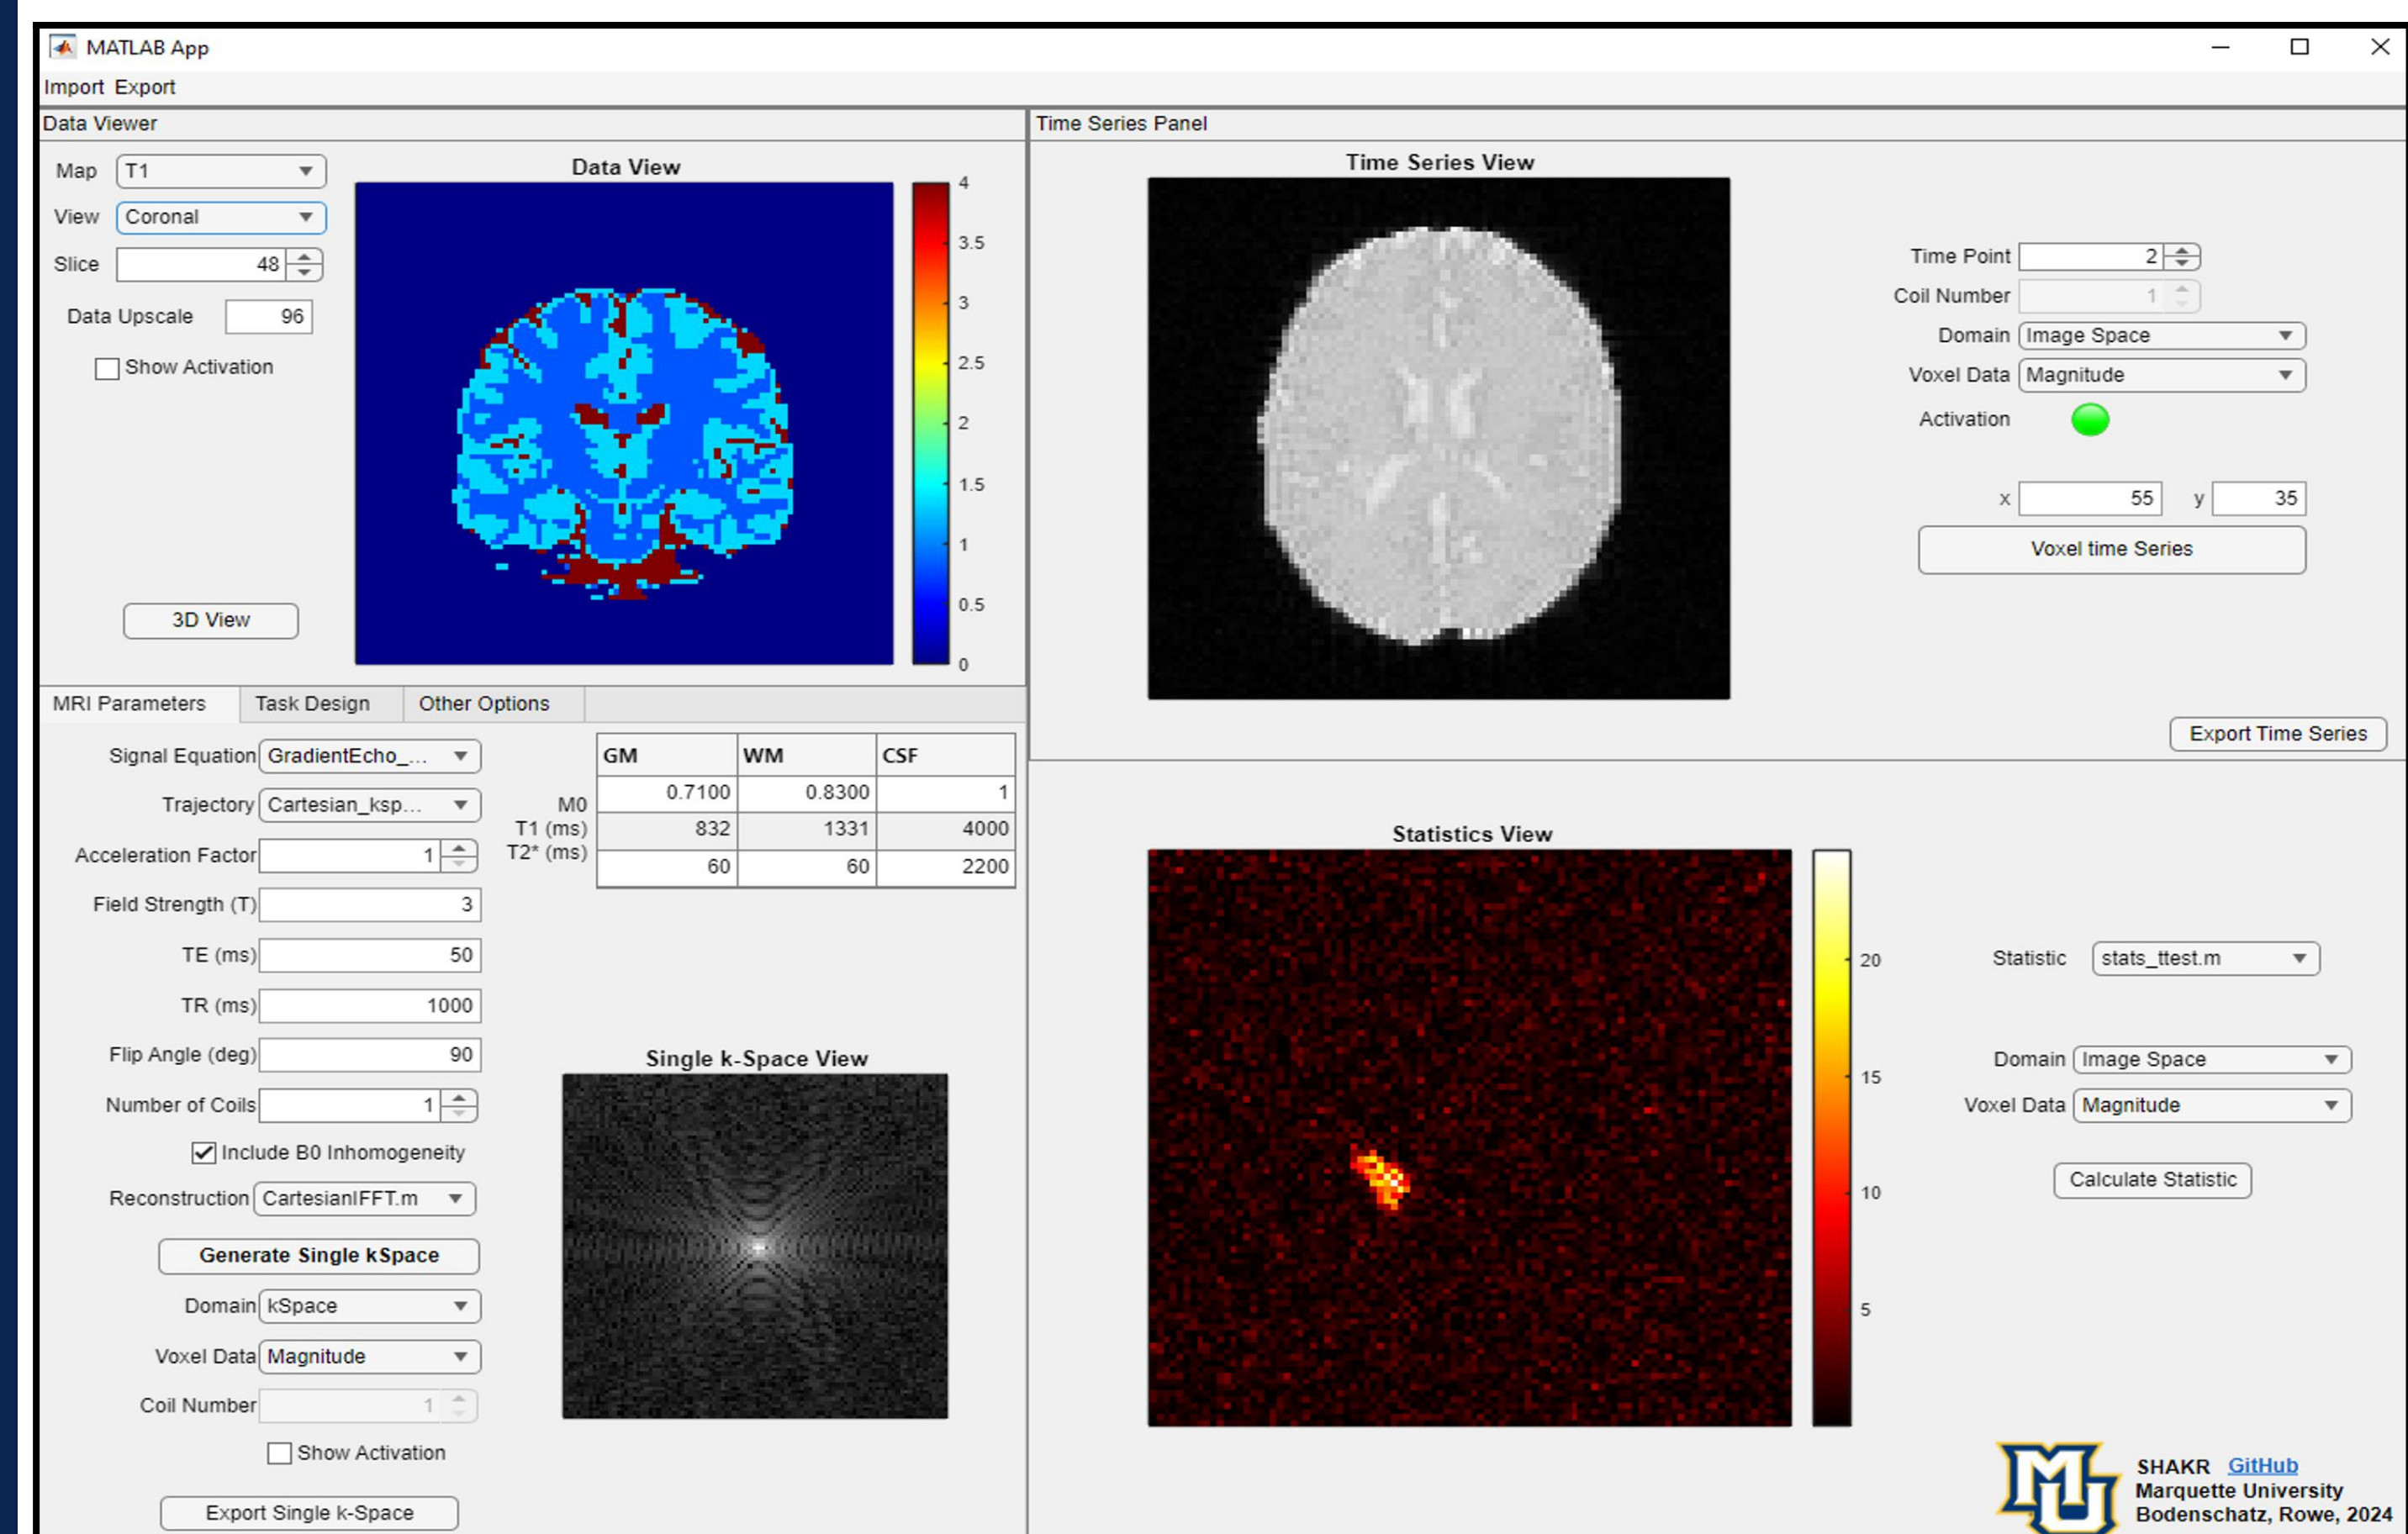 MATLAB App
Import Export
Data Viewer
Map T1
View Coronal
Slice 48
Data Upscale 96
Show Activation
3D View
Data View
4
3.5
3
2.5
2
1.5
1
0.5
0
MRI Parameters Task Design Other Options
Signal Equation GradientEcho_...
Trajectory Cartesian_ksp...
Acceleration Factor 1
Field Strength (T) 3
TE (ms) 50
TR (ms) 1000
Flip Angle (deg) 90
Number of Coils 1
Include B0 Inhomogeneity
Reconstruction CartesianIFFT.m
Generate Single kSpace
Domain kSpace
Voxel Data Magnitude
Coil Number 1
Show Activation
Export Single k-Space
GM WM CSF
M0 0.7100 0.8300 1
T1 (ms) 832 1331 4000
T2* (ms) 60 60 2200
Single k-Space View
Time Series Panel
Time Series View
Time Point 2
Coil Number 1
Domain Image Space
Voxel Data Magnitude
Activation
x 55 y 35
Voxel time Series
Export Time Series
Statistics View
20
15
10
5
Statistic stats_ttest.m
Domain Image Space
Voxel Data Magnitude
Calculate Statistic
MU
SHAKR GitHub
Marquette University
Bodenschatz, Rowe, 2024